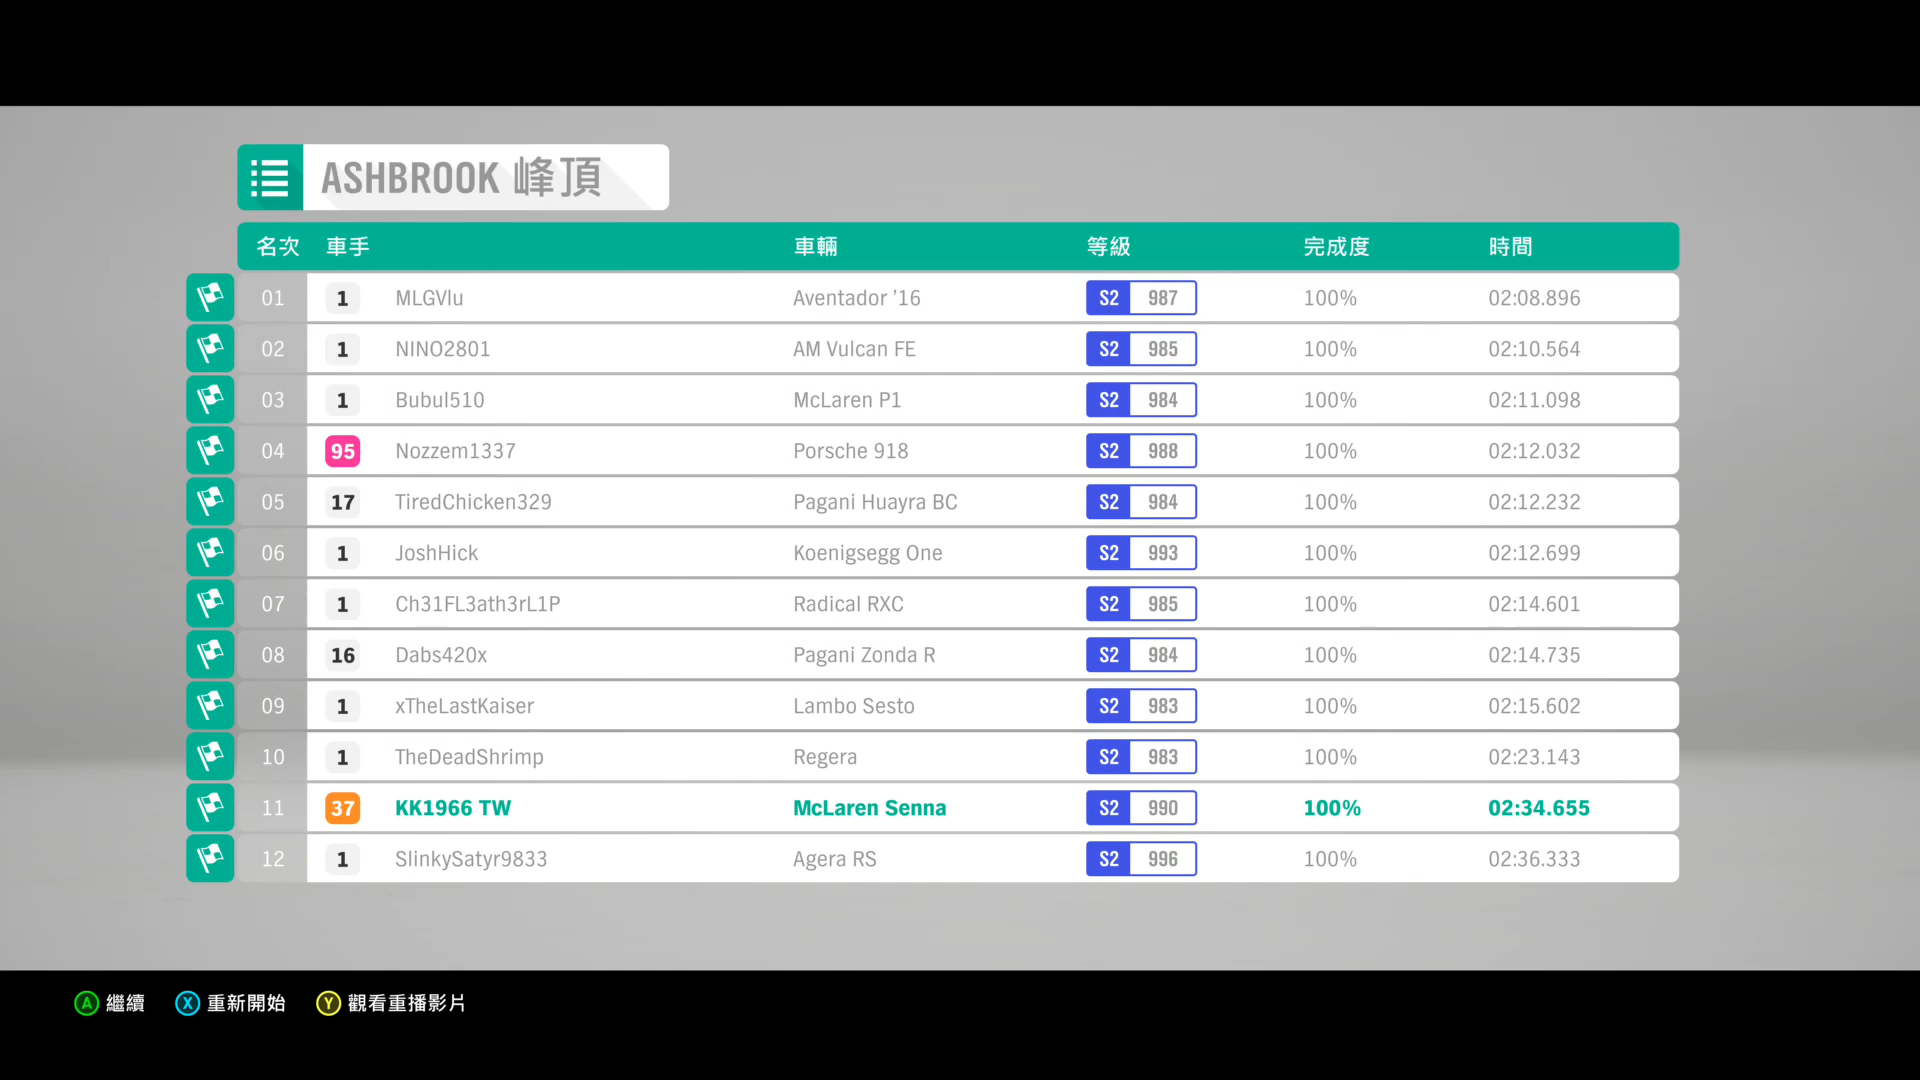 ASHBROOK 峰頂
名次 車手 車輛 等級 完成度 時間
01 1 MLGVlu Aventador ’16 S2 987 100% 02:08.896
02 1 NINO2801 AM Vulcan FE S2 985 100% 02:10.564
03 1 Bubul510 McLaren P1 S2 984 100% 02:11.098
04 95 Nozzem1337 Porsche 918 S2 988 100% 02:12.032
05 17 TiredChicken329 Pagani Huayra BC S2 984 100% 02:12.232
06 1 JoshHick Koenigsegg One S2 993 100% 02:12.699
07 1 Ch31FL3ath3rL1P Radical RXC S2 985 100% 02:14.601
08 16 Dabs420x Pagani Zonda R S2 984 100% 02:14.735
09 1 xTheLastKaiser Lambo Sesto S2 983 100% 02:15.602
10 1 TheDeadShrimp Regera S2 983 100% 02:23.143
11 37 KK1966 TW McLaren Senna S2 990 100% 02:34.655
12 1 SlinkySatyr9833 Agera RS S2 996 100% 02:36.333
A 繼續 X 重新開始 Y 觀看重播影片